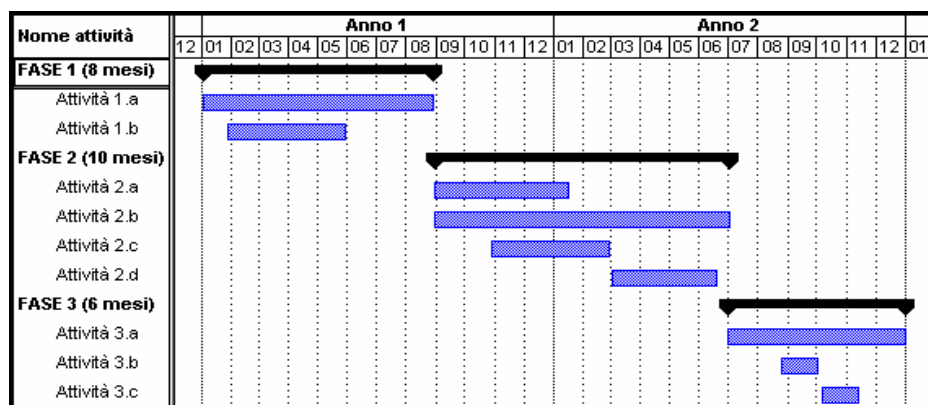 Nome attività
Anno 1
Anno 2
12 01 02 03 04 05 06 07 08 09 10 11 12 01 02 03 04 05 06 07 08 09 10 11 12 01
FASE 1 (8 mesi)
Attività 1.a
Attività 1.b
FASE 2 (10 mesi)
Attività 2.a
Attività 2.b
Attività 2.c
Attività 2.d
FASE 3 (6 mesi)
Attività 3.a
Attività 3.b
Attività 3.c